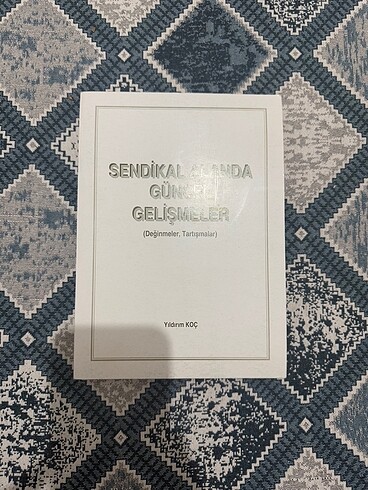 SENDİKAL ALANDA
GÜNCEL
GELİŞMELER
(Değinmeler, Tartışmalar)
Yıldırım KOÇ